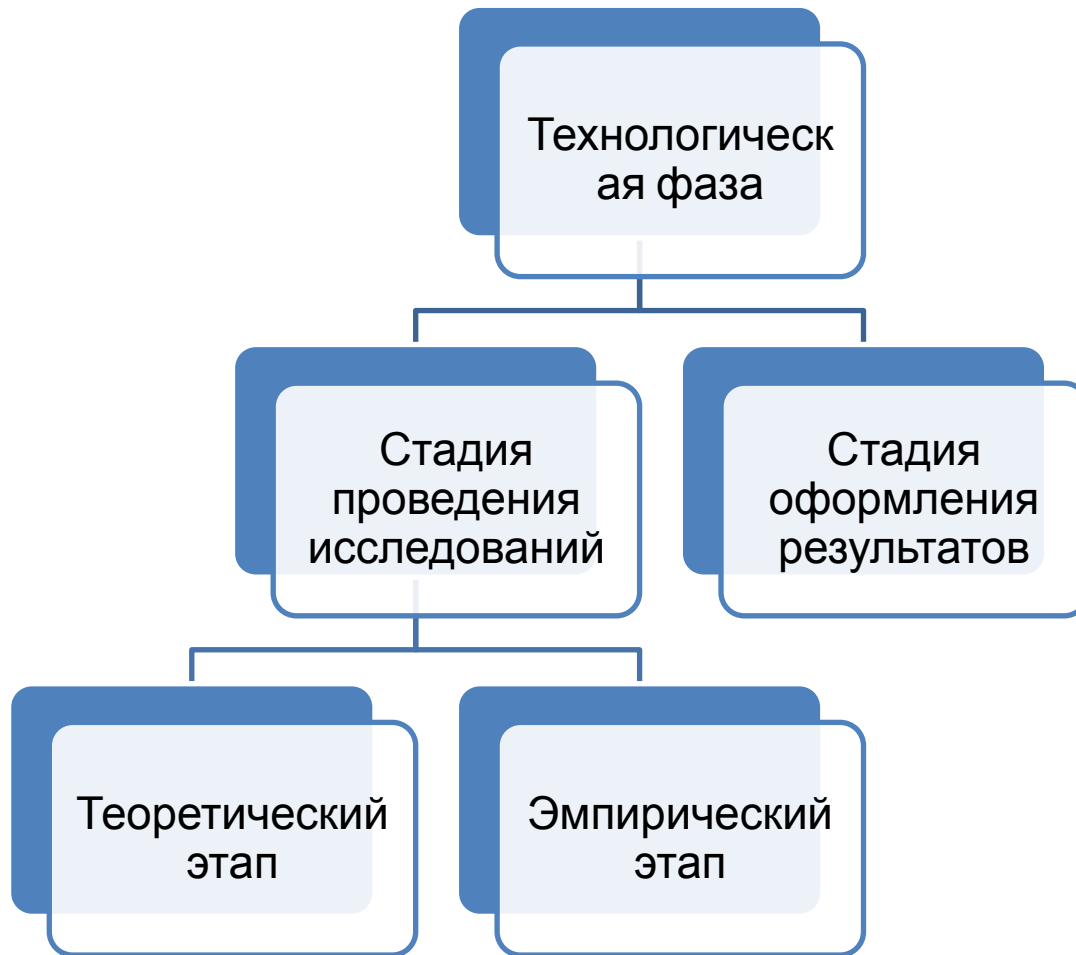 Технологическ
ая фаза
Стадия
проведения
исследований
Стадия
оформления
результатов
Теоретический
этап
Эмпирический
этап